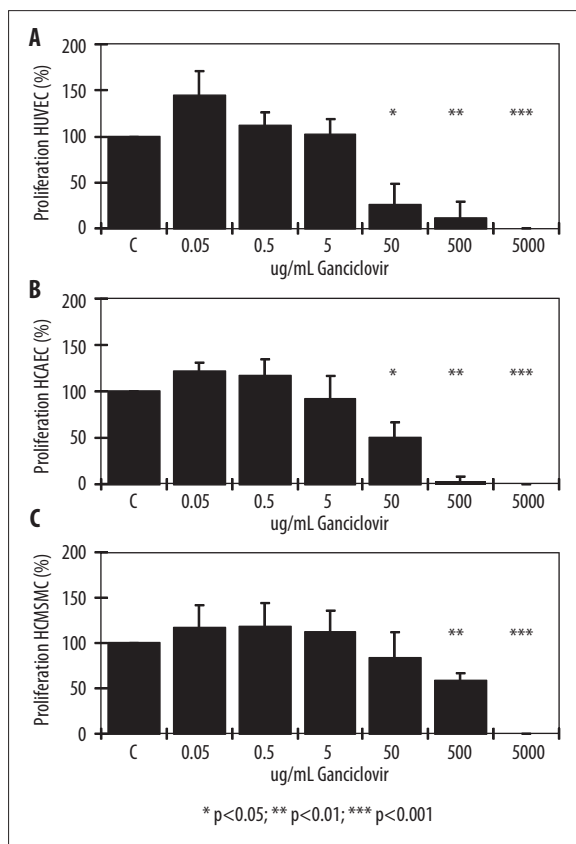 A
Proliferation HUVEC (%)
200
150
100
50
0
* ** ***
C 0.05 0.5 5 50 500 5000
ug/mL Ganciclovir
B
Proliferation HCAEC (%)
200
150
100
50
0
* ** ***
C 0.05 0.5 5 50 500 5000
ug/mL Ganciclovir
C
Proliferation HCMSMC (%)
200
150
100
50
0
** ***
C 0.05 0.5 5 50 500 5000
ug/mL Ganciclovir
* p<0.05; ** p<0.01; *** p<0.001